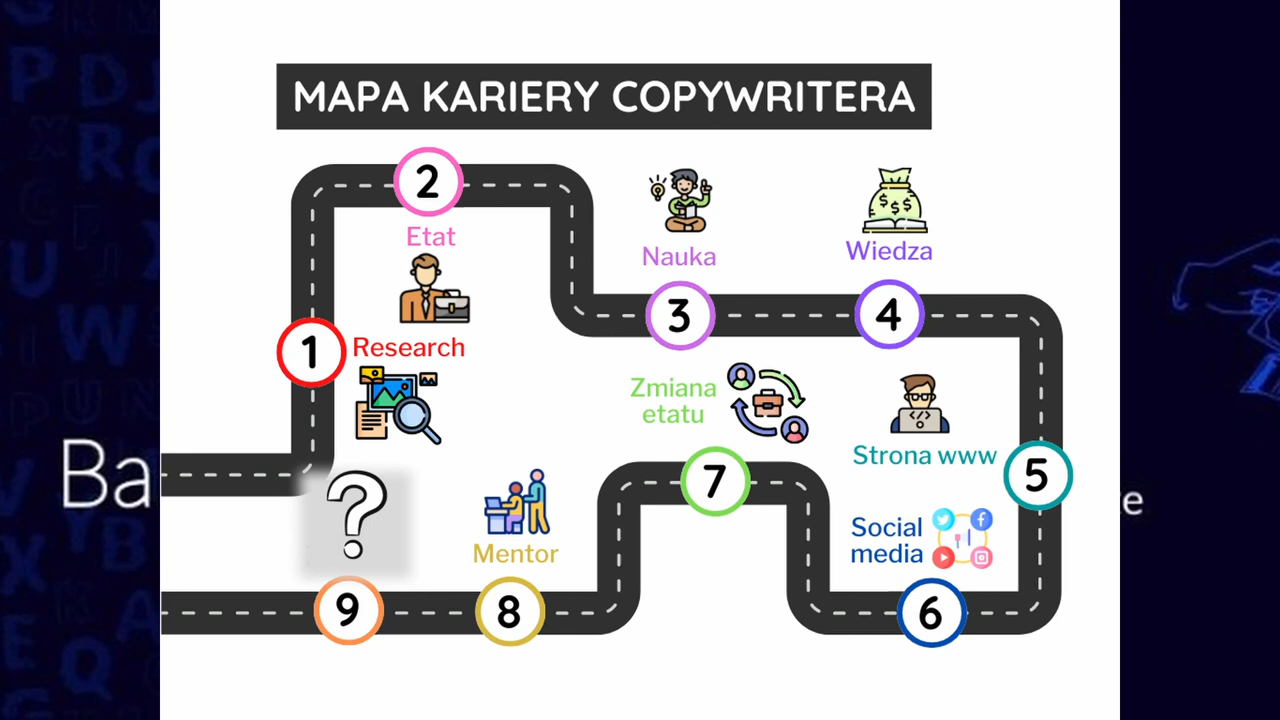 MAPA KARIERY COPYWRITERA
2
Etat
Nauka
Wiedza
1
Research
3
4
Zmiana
etatu
Strona www
5
7
Ba
e
?
Mentor
Social
media
9
8
6